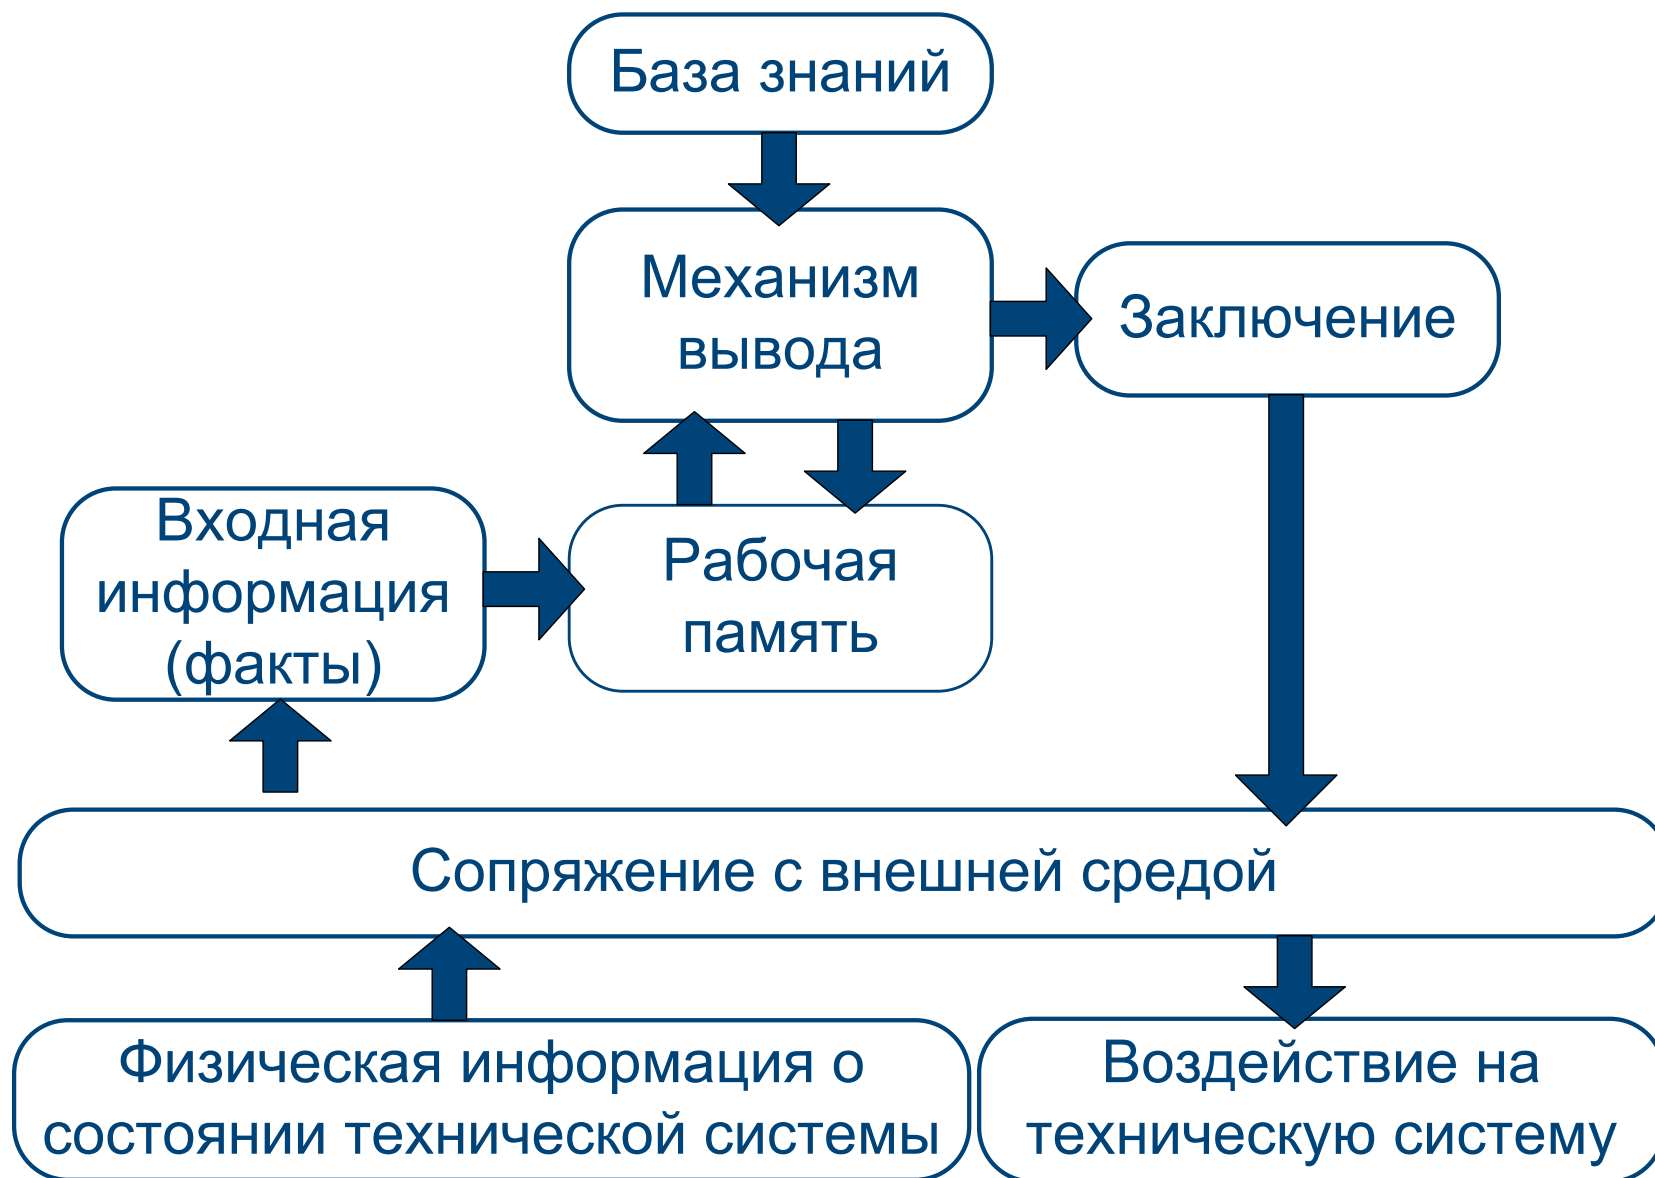 База знаний
Механизм
вывода
Заключение
Входная
информация
(факты)
Рабочая
память
Сопряжение с внешней средой
Физическая информация о
состоянии технической системы
Воздействие на
техническую систему